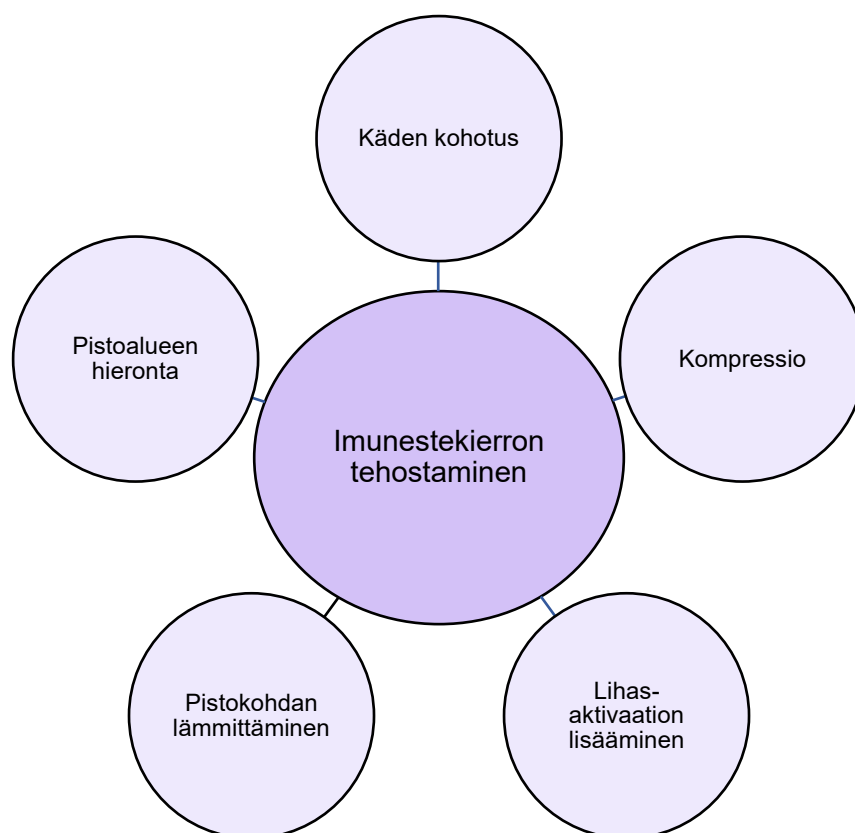 Käden kohotus
Pistoalueen
hieronta
Kompressio
Imunestekierron
tehostaminen
Pistokohdan
lämmittäminen
Lihas-
aktivaation
lisääminen